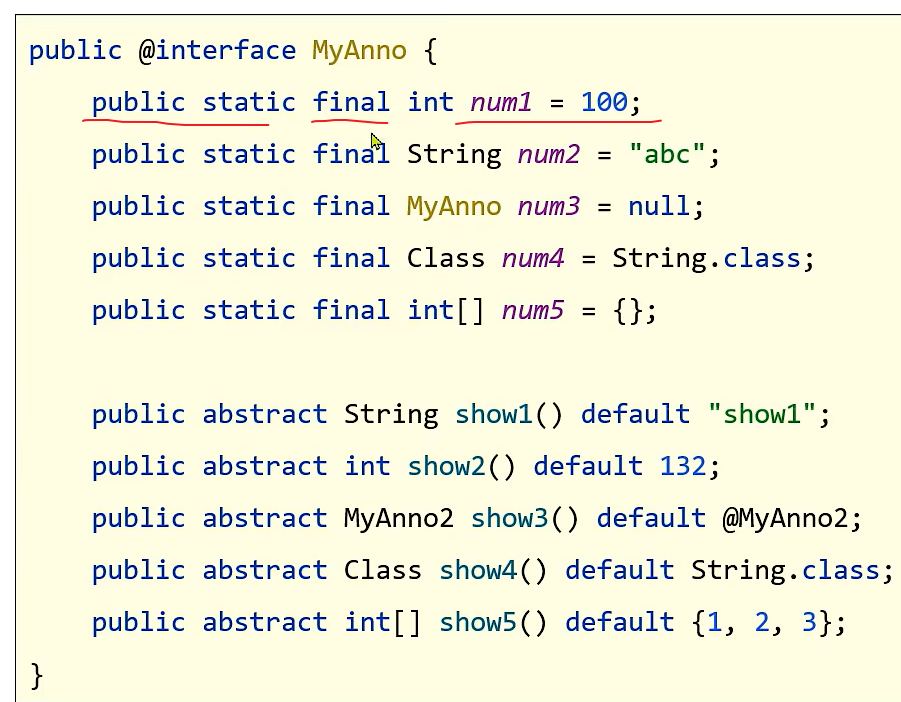 public @interface MyAnno {
public static final int num1 = 100;
public static final String num2 = "abc";
public static final MyAnno num3 = null;
public static final Class num4 = String.class;
public static final int[] num5 = {};
public abstract String show1() default "show1";
public abstract int show2() default 132;
public abstract MyAnno2 show3() default @MyAnno2;
public abstract Class show4() default String.class;
public abstract int[] show5() default {1, 2, 3};
}